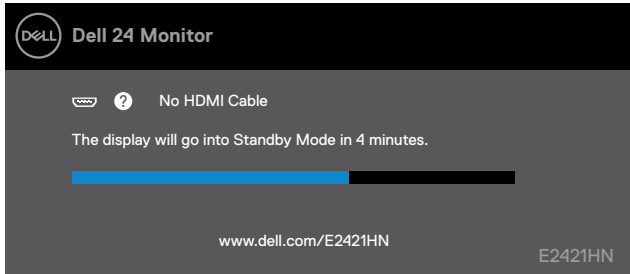 DELL
Dell 24 Monitor
? No HDMI Cable
The display will go into Standby Mode in 4 minutes.
www.dell.com/E2421HN
E2421HN